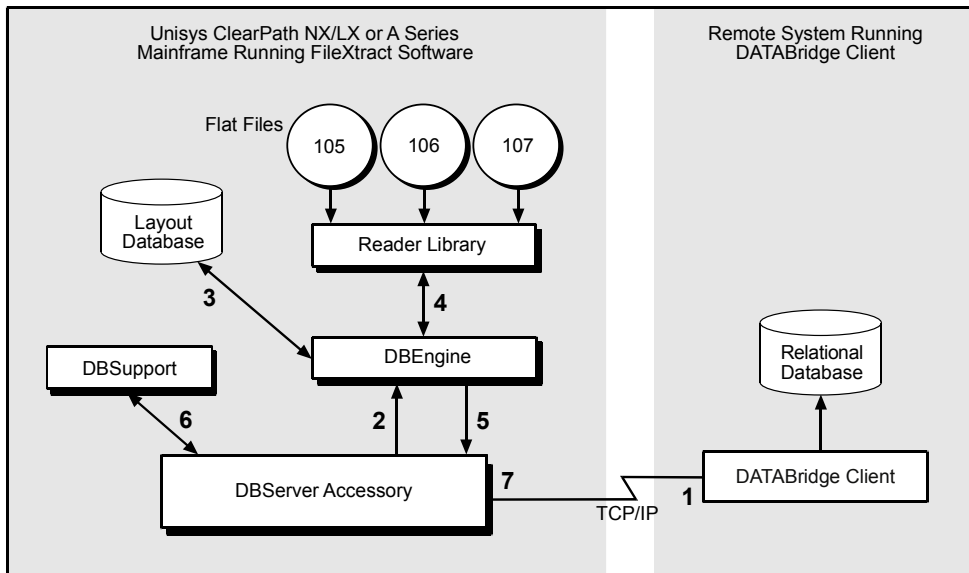 Unisys ClearPath NX/LX or A Series
Mainframe Running FileXtract Software
Remote System Running
DATABridge Client
Flat Files
105
106
107
Layout
Database
Reader Library
3
4
DBEngine
Relational
Database
DBSupport
6
2
5
DBServer Accessory
7
TCP/IP
1
DATABridge Client